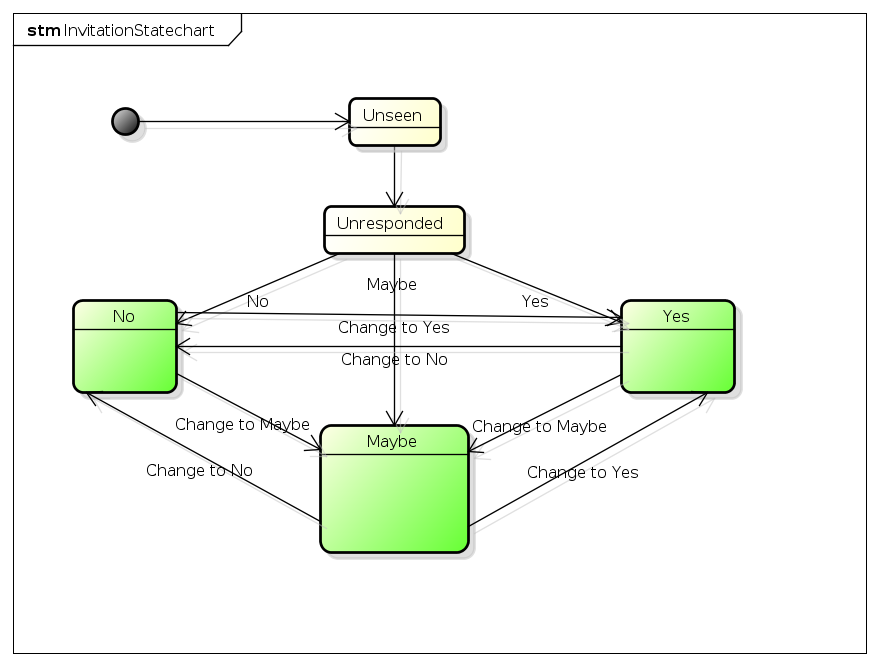 stm InvitationStatechart
Unseen
Unresponded
Maybe
No
Yes
No
Yes
Change to Yes
Change to No
Change to Maybe
Change to Maybe
Maybe
Change to No
Change to Yes